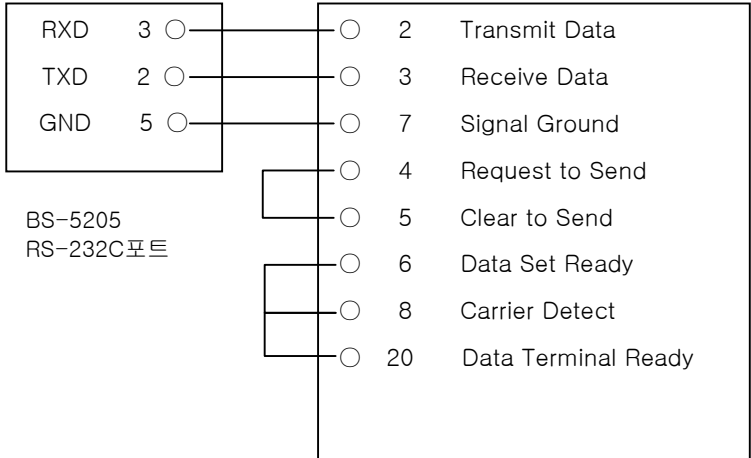 RXD 3 2 Transmit Data
TXD 2 3 Receive Data
GND 5 7 Signal Ground
4 Request to Send
5 Clear to Send
6 Data Set Ready
8 Carrier Detect
20 Data Terminal Ready
BS-5205
RS-232C포트